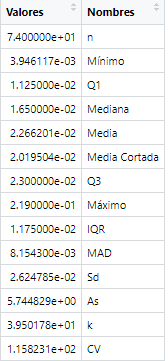 Valores Nombres
7.400000e+01 n
3.946117e-03 Mínimo
1.125000e-02 Q1
1.650000e-02 Mediana
2.266201e-02 Media
2.019504e-02 Media Cortada
2.300000e-02 Q3
2.190000e-01 Máximo
1.175000e-02 IQR
8.154300e-03 MAD
2.624785e-02 Sd
5.744829e+00 As
3.950178e+01 k
1.158231e+02 CV